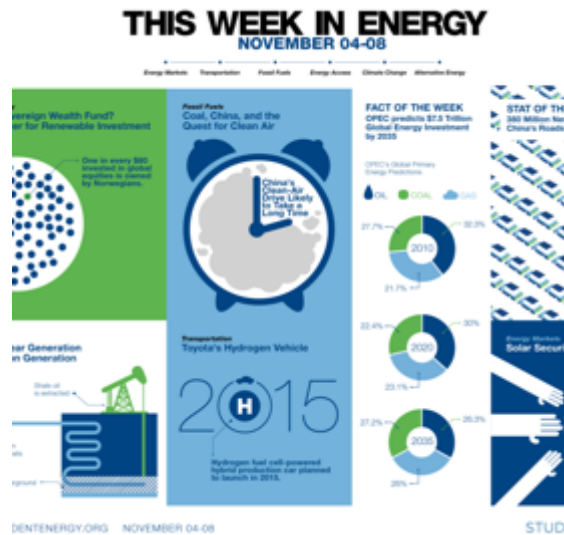 THIS WEEK IN ENERGY
NOVEMBER 04-08
Energy Markets
Transportation
Fossil Fuels
Energy Access
Climate Change
Alternative Energy
ereign Wealth Fund?
er for Renewable Investment
One in every $80
invested in global
equities is owned
by Norwegians.
Fossil Fuels
Coal, China, and the
Quest for Clean Air
China's
Clean-Air
Drive Likely
to Take a
Long Time
FACT OF THE WEEK
OPEC predicts $7.5 Trillion
Global Energy Investment
by 2035
OPEC's Global Primary
Energy Predictions
OIL
COAL
GAS
27.7%
32.3%
2010
21.7%
22.4%
30%
2020
23.1%
27.2%
26.3%
2035
26%
STAT OF TH
380 Million Ne
China's Roads
ear Generation
n Generation
Shale oil
is extracted
Transportation
Toyota's Hydrogen Vehicle
2015
H
Hydrogen fuel cell-powered
hybrid production car planned
to launch in 2015.
Energy Markets
Solar Securi
DENTENERGY.ORG NOVEMBER 04-08
STUD